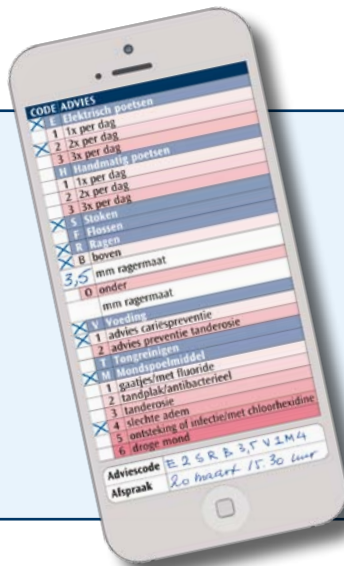 CODE ADVIES
E Elektrisch poetsen
1 1x per dag
2 2x per dag
3 3x per dag
H Handmatig poetsen
1 1x per dag
2 2x per dag
3 3x per dag
S Stoken
F Flossen
R Ragen
B boven
3,5 mm ragermaat
O onder
mm ragermaat
V Voeding
1 advies cariespreventie
2 advies preventie tanderosie
T Tongreinigen
M Mondspoelmiddel
1 gaatjes/met fluoride
2 tandplak/antibacterieel
3 tanderosie
4 slechte adem
5 ontsteking of infectie/met chloorhexidine
6 droge mond
Adviescode E 2 S R B 3,5 V 1 M 4
Afspraak 20 maart 15.30 uur